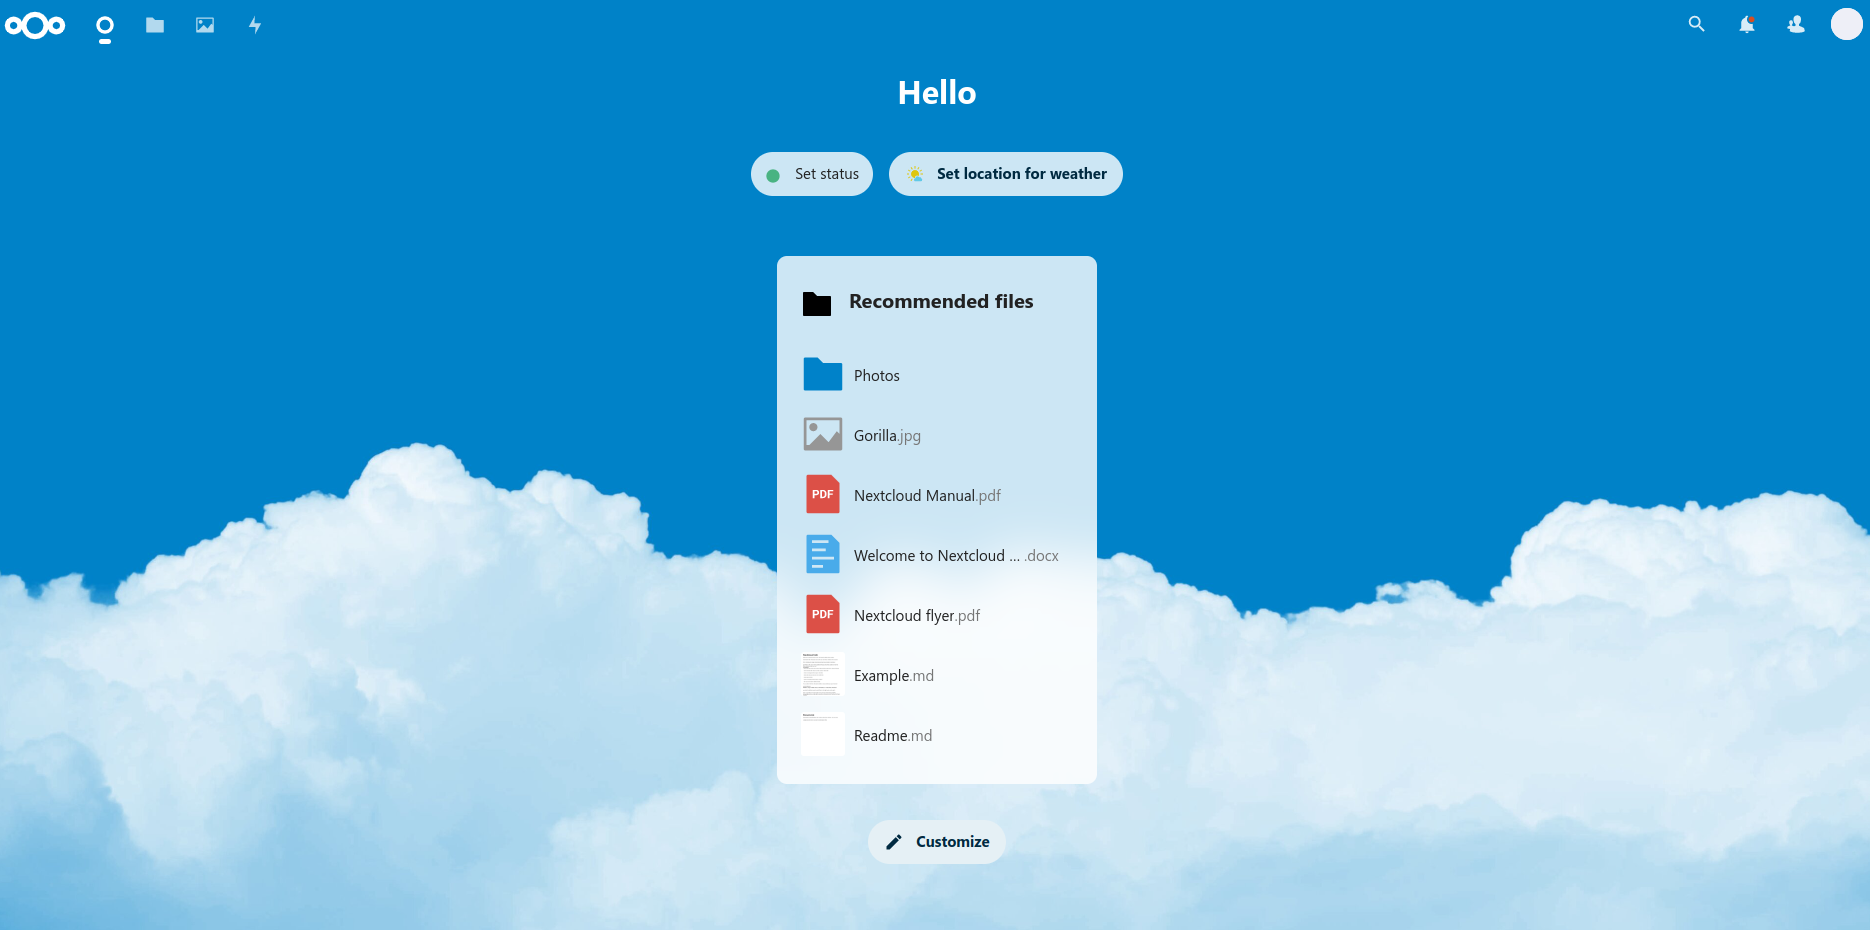 Hello
Set status
Set location for weather
Recommended files
Photos
Gorilla.jpg
PDF
Nextcloud Manual.pdf
Welcome to Nextcloud ... .docx
PDF
Nextcloud flyer.pdf
Example.md
Readme.md
Customize